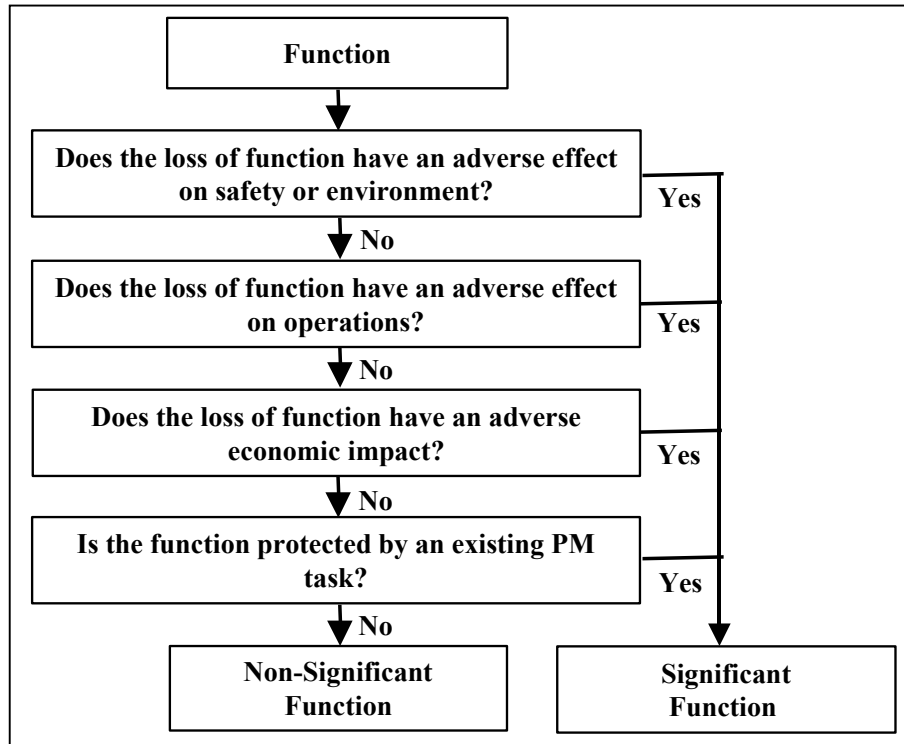 Function
Does the loss of function have an adverse effect
on safety or environment?
Yes
No
Does the loss of function have an adverse effect
on operations?
Yes
No
Does the loss of function have an adverse
economic impact?
Yes
No
Is the function protected by an existing PM
task?
Yes
No
Non-Significant
Function
Significant
Function